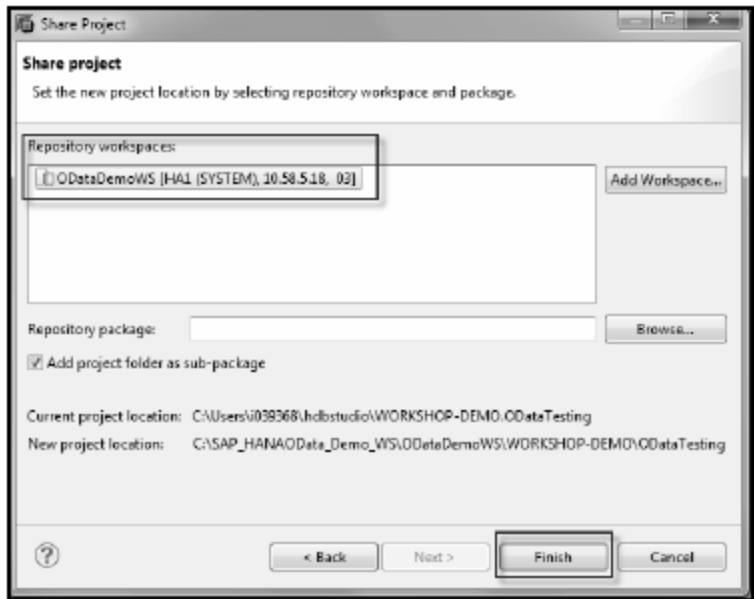 Share Project
Share project
Set the new project location by selecting repository workspace and package.
Repository workspaces:
ODataDemoWS [HA1 (SYSTEM), 10.58.5.18, 03]
Add Workspace...
Repository package:
Browse...
Add project folder as sub-package
Current project location: C:\Users\i039368\hdbstudio\WORKSHOP-DEMO.ODataTesting
New project location: C:\SAP_HANAOData_Demo_WS\ODataDemoWS\WORKSHOP-DEMO\ODataTesting
?
< Back
Next >
Finish
Cancel